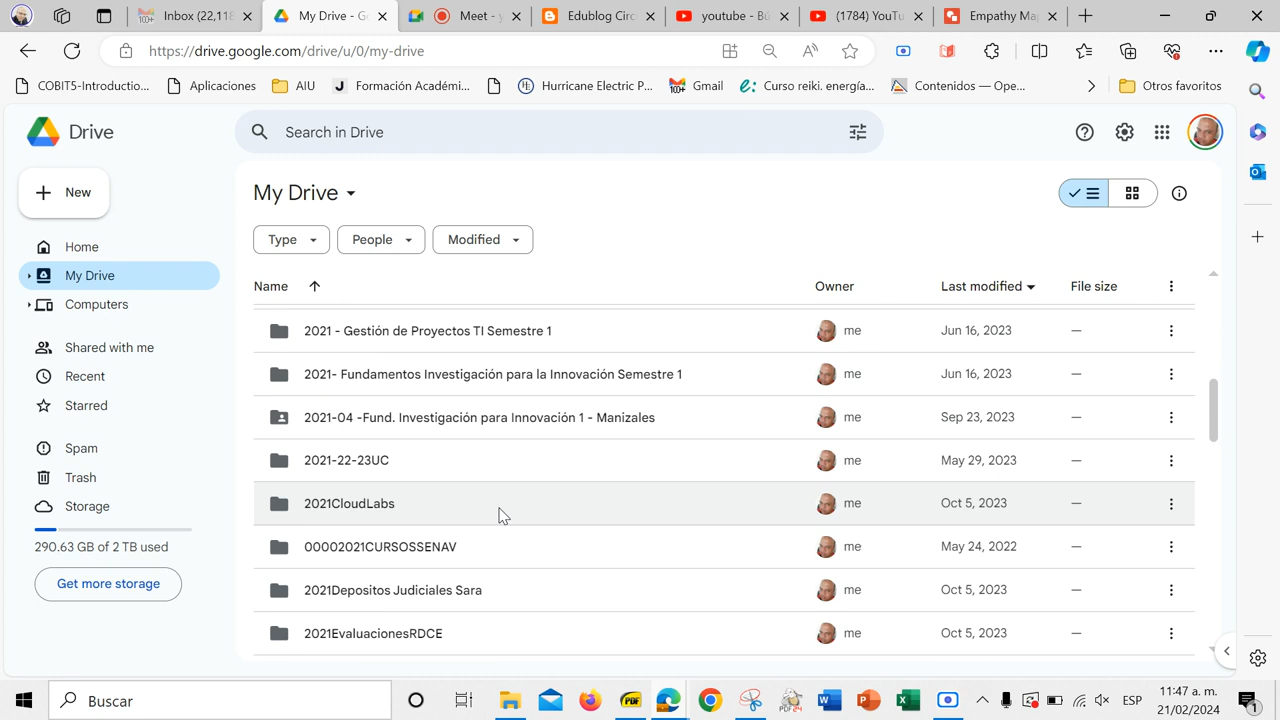 Inbox (22,118
My Drive - G
Meet - y
Edublog Circ
youtube - Bú
(1784) YouTu
Empathy Ma
https://drive.google.com/drive/u/0/my-drive
COBIT5-Introductio...
Aplicaciones
AIU
Formación Académi...
Hurricane Electric P...
100+
Gmail
Curso reiki. energía...
Contenidos — Ope...
Otros favoritos
Drive
Search in Drive
New
My Drive
Home
My Drive
Computers
Shared with me
Recent
Starred
Spam
Trash
Storage
290.63 GB of 2 TB used
Get more storage
Type
People
Modified
Name
Owner
Last modified
File size
2021 - Gestión de Proyectos TI Semestre 1
me
Jun 16, 2023
—
2021- Fundamentos Investigación para la Innovación Semestre 1
me
Jun 16, 2023
—
2021-04 -Fund. Investigación para Innovación 1 - Manizales
me
Sep 23, 2023
—
2021-22-23UC
me
May 29, 2023
—
2021CloudLabs
me
Oct 5, 2023
—
00002021CURSOSSENAV
me
May 24, 2022
—
2021Depositos Judiciales Sara
me
Oct 5, 2023
—
2021EvaluacionesRDCE
me
Oct 5, 2023
—
Buscar
PDF
ESP
11:47 a. m.
21/02/2024
1